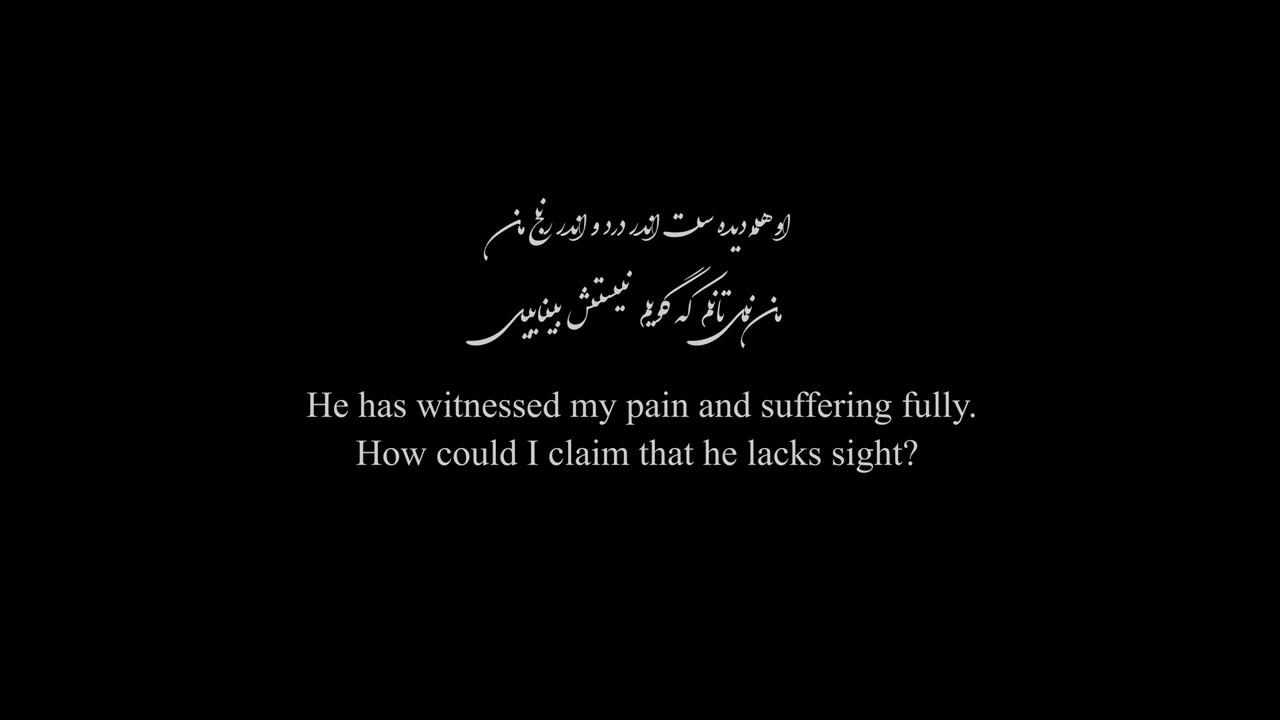 او همه دیده ست اندر درد و اندر رنج من
من نمی تانم که گویم نیستش بینایی
He has witnessed my pain and suffering fully.
How could I claim that he lacks sight?